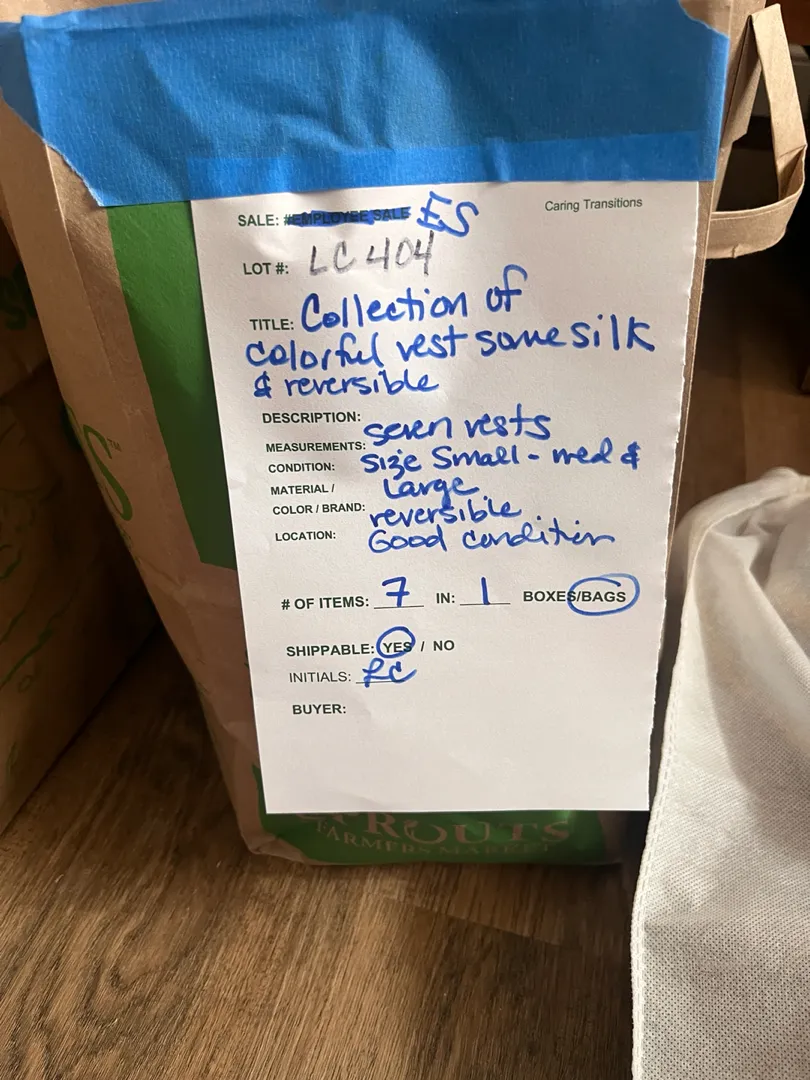 Caring Transitions
SALE: #EMPLOYEE SALE ES
LOT #: LC 404
TITLE: Collection of
colorful vest some silk
& reversible
DESCRIPTION: seven vests
MEASUREMENTS:
CONDITION: size Small - med &
MATERIAL / Large
COLOR / BRAND: reversible
LOCATION: Good condition
# OF ITEMS: 7 IN: 1 BOXES/BAGS
SHIPPABLE: YES / NO
INITIALS: LC
BUYER:
SPROUTS
FARMERS MARKET